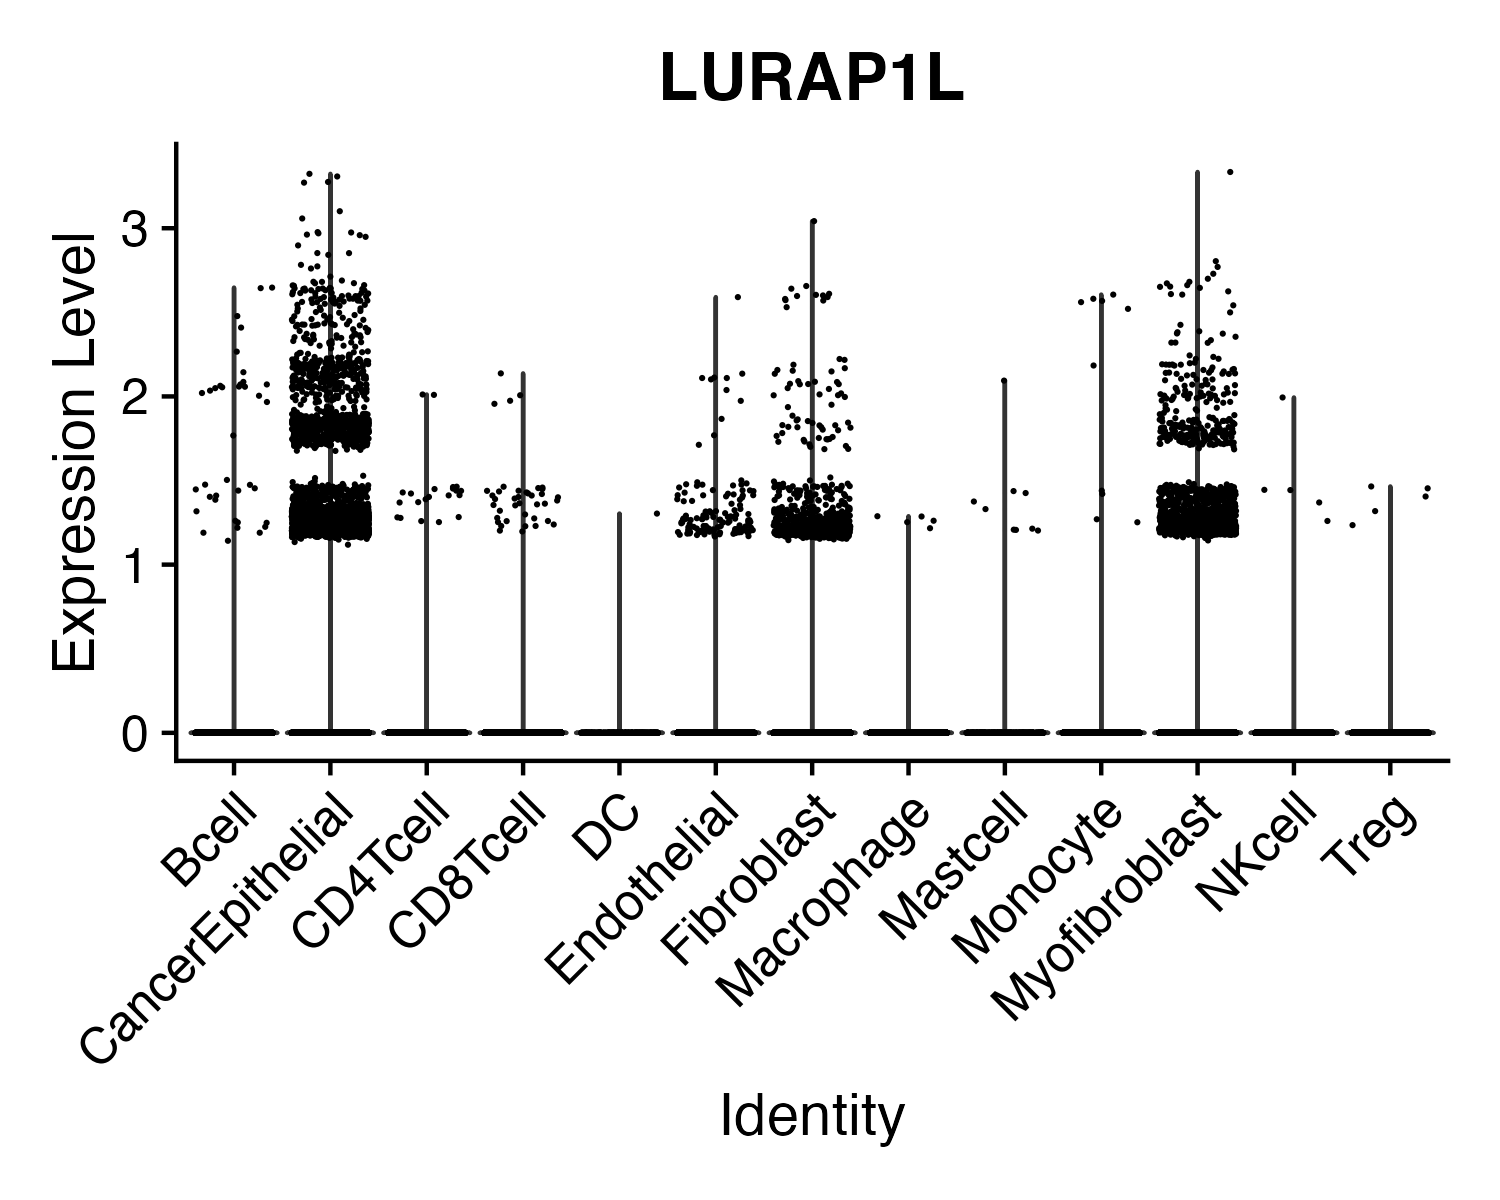 LURAP1L
Expression Level
3
2
1
0
Bcell
CancerEpithelial
CD4Tcell
CD8Tcell
DC
Endothelial
Fibroblast
Macrophage
Mastcell
Monocyte
Myofibroblast
NKcell
Treg
Identity